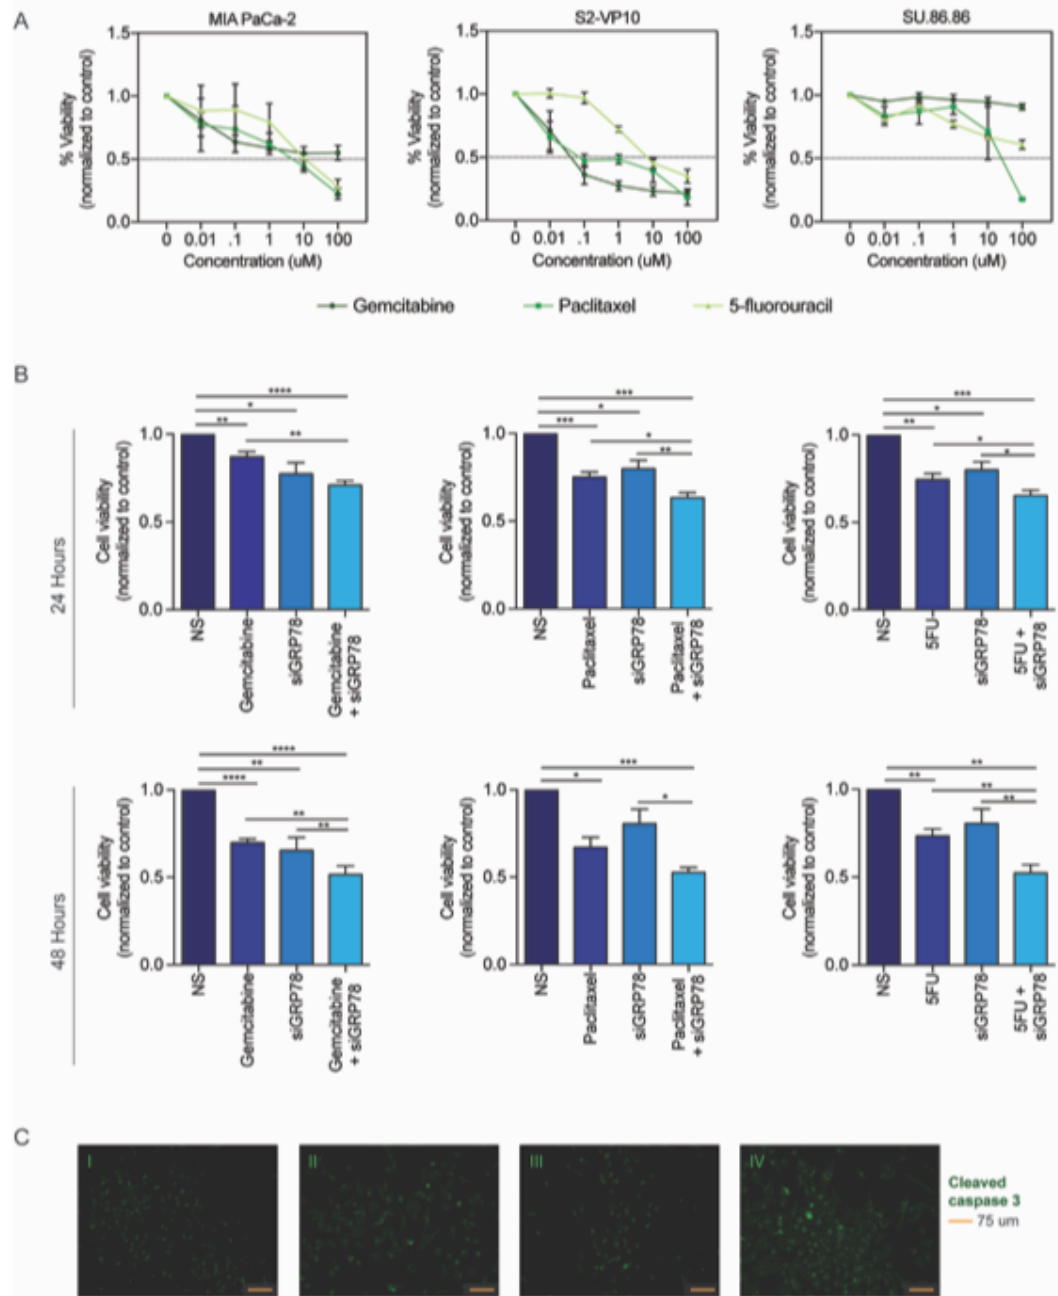 A
MIA PaCa-2
S2-VP10
SU.86.86
% Viability
(normalized to control)
1.5
1.0
0.5
0.0
0 0.01 .1 1 10 100
Concentration (uM)
% Viability
(normalized to control)
1.5
1.0
0.5
0.0
0 0.01 .1 1 10 100
Concentration (uM)
% Viability
(normalized to control)
1.5
1.0
0.5
0.0
0 0.01 .1 1 10 100
Concentration (uM)
Gemcitabine
Paclitaxel
5-fluorouracil
B
24 Hours
****
*
**
**
Cell viability
(normalized to control)
1.0
0.5
0.0
NS
Gemcitabine
siGRP78
Gemcitabine
+ siGRP78
***
*
***
*
**
Cell viability
(normalized to control)
1.0
0.5
0.0
NS
Paclitaxel
siGRP78
Paclitaxel
+ siGRP78
***
*
**
*
*
Cell viability
(normalized to control)
1.0
0.5
0.0
NS
5FU
siGRP78
5FU +
siGRP78
48 Hours
****
**
****
**
**
Cell viability
(normalized to control)
1.0
0.5
0.0
NS
Gemcitabine
siGRP78
Gemcitabine
+ siGRP78
***
*
*
Cell viability
(normalized to control)
1.0
0.5
0.0
NS
Paclitaxel
siGRP78
Paclitaxel
+ siGRP78
**
**
**
**
Cell viability
(normalized to control)
1.0
0.5
0.0
NS
5FU
siGRP78
5FU +
siGRP78
C
I
II
III
IV
Cleaved
caspase 3
75 um